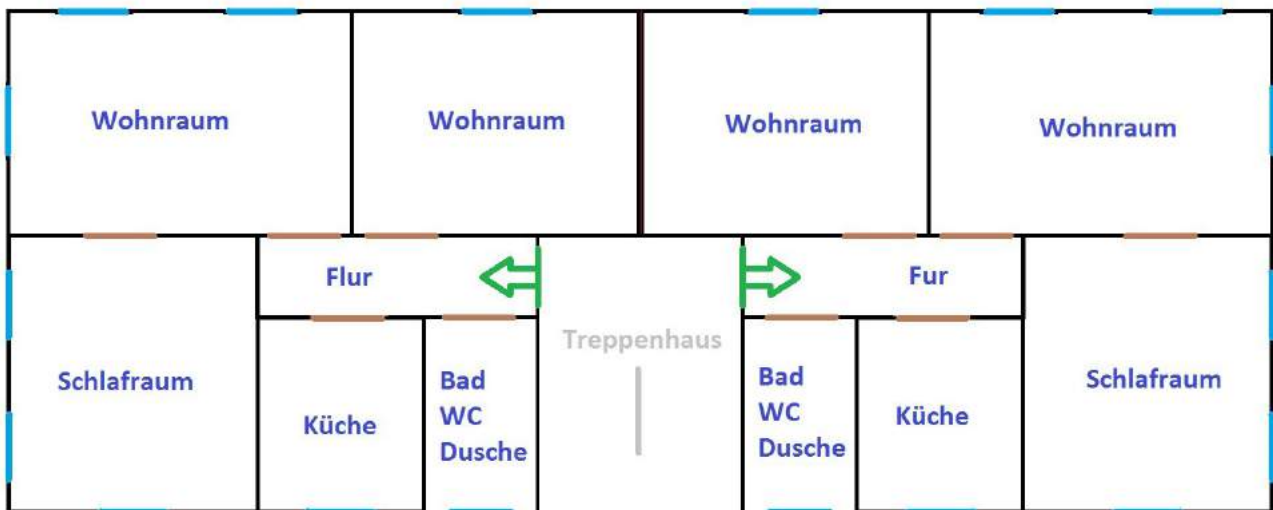 Wohnraum
Wohnraum
Wohnraum
Wohnraum
Flur
Fur
Treppenhaus
Schlafraum
Küche
Bad
WC
Dusche
Bad
WC
Dusche
Küche
Schlafraum